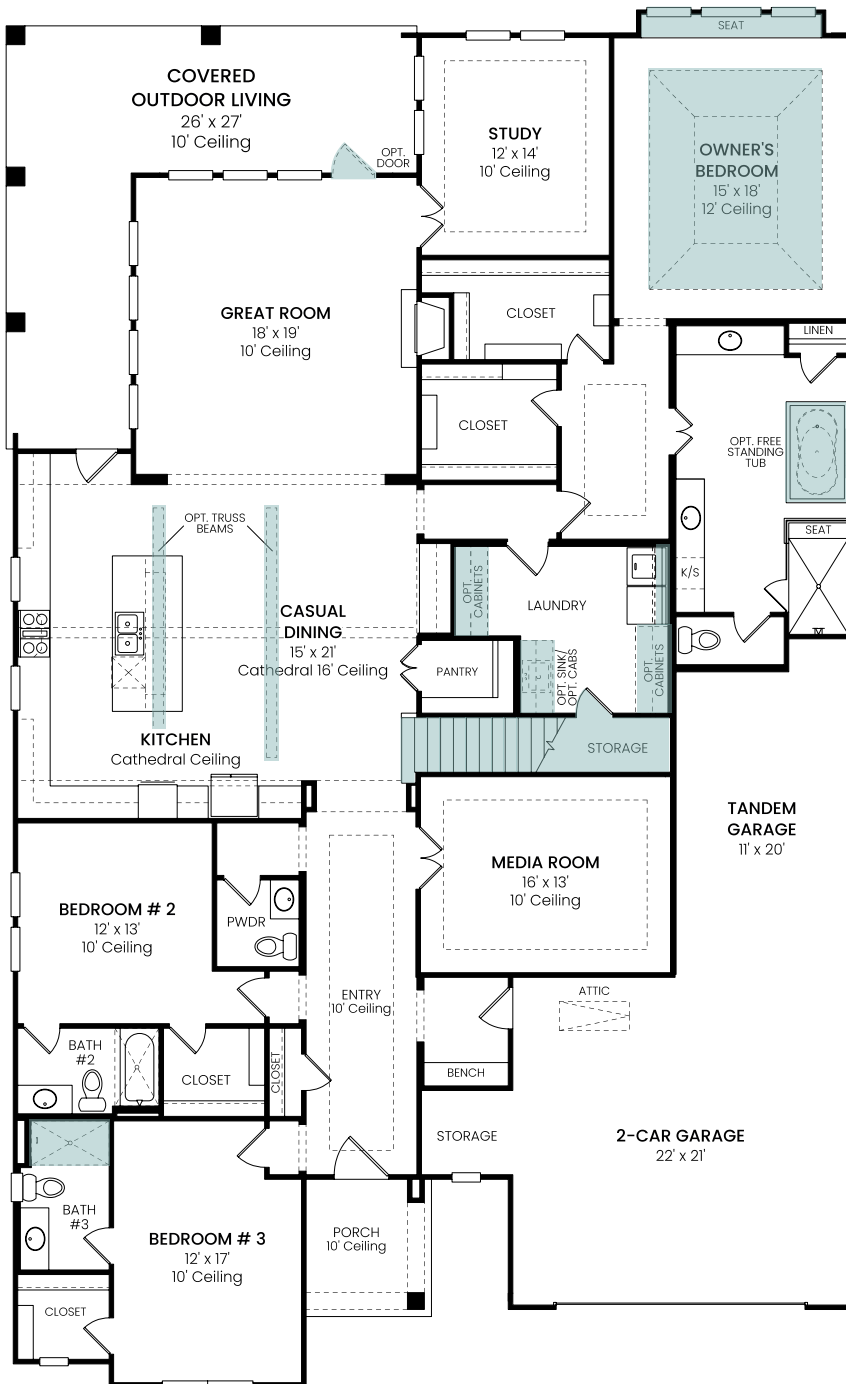 SEAT
COVERED
OUTDOOR LIVING
26' x 27'
10' Ceiling
OPT.
DOOR
STUDY
12' x 14'
10' Ceiling
OWNER'S
BEDROOM
15' x 18'
12' Ceiling
GREAT ROOM
18' x 19'
10' Ceiling
CLOSET
LINEN
CLOSET
OPT. FREE
STANDING
TUB
OPT. TRUSS
BEAMS
SEAT
K/S
OPT.
CABINETS
LAUNDRY
CASUAL
DINING
15' x 21'
Cathedral 16' Ceiling
PANTRY
OPT. SINK/
OPT. CABS
OPT.
CABINETS
KITCHEN
Cathedral Ceiling
STORAGE
TANDEM
GARAGE
11' x 20'
MEDIA ROOM
16' x 13'
10' Ceiling
BEDROOM # 2
12' x 13'
10' Ceiling
PWDR
ENTRY
10' Ceiling
ATTIC
BATH
#2
CLOSET
CLOSET
BENCH
STORAGE
2-CAR GARAGE
22' x 21'
BATH
#3
BEDROOM # 3
12' x 17'
10' Ceiling
PORCH
10' Ceiling
CLOSET